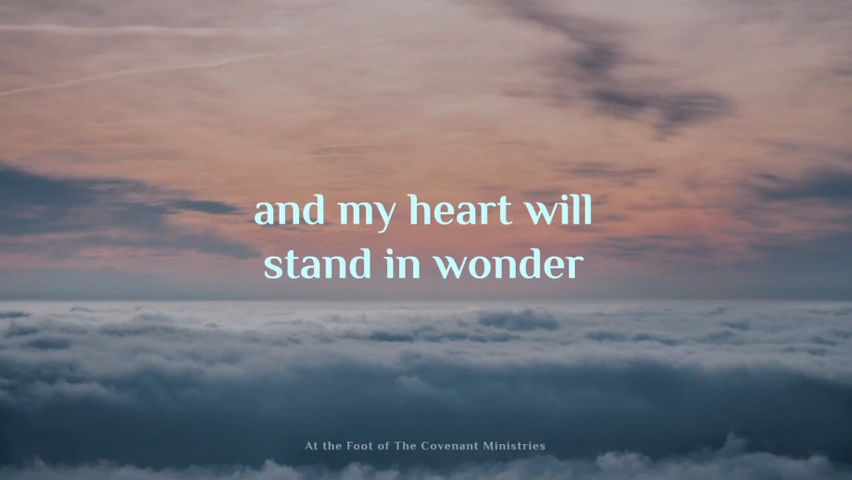 and my heart will
stand in wonder
At the Foot of The Covenant Ministries